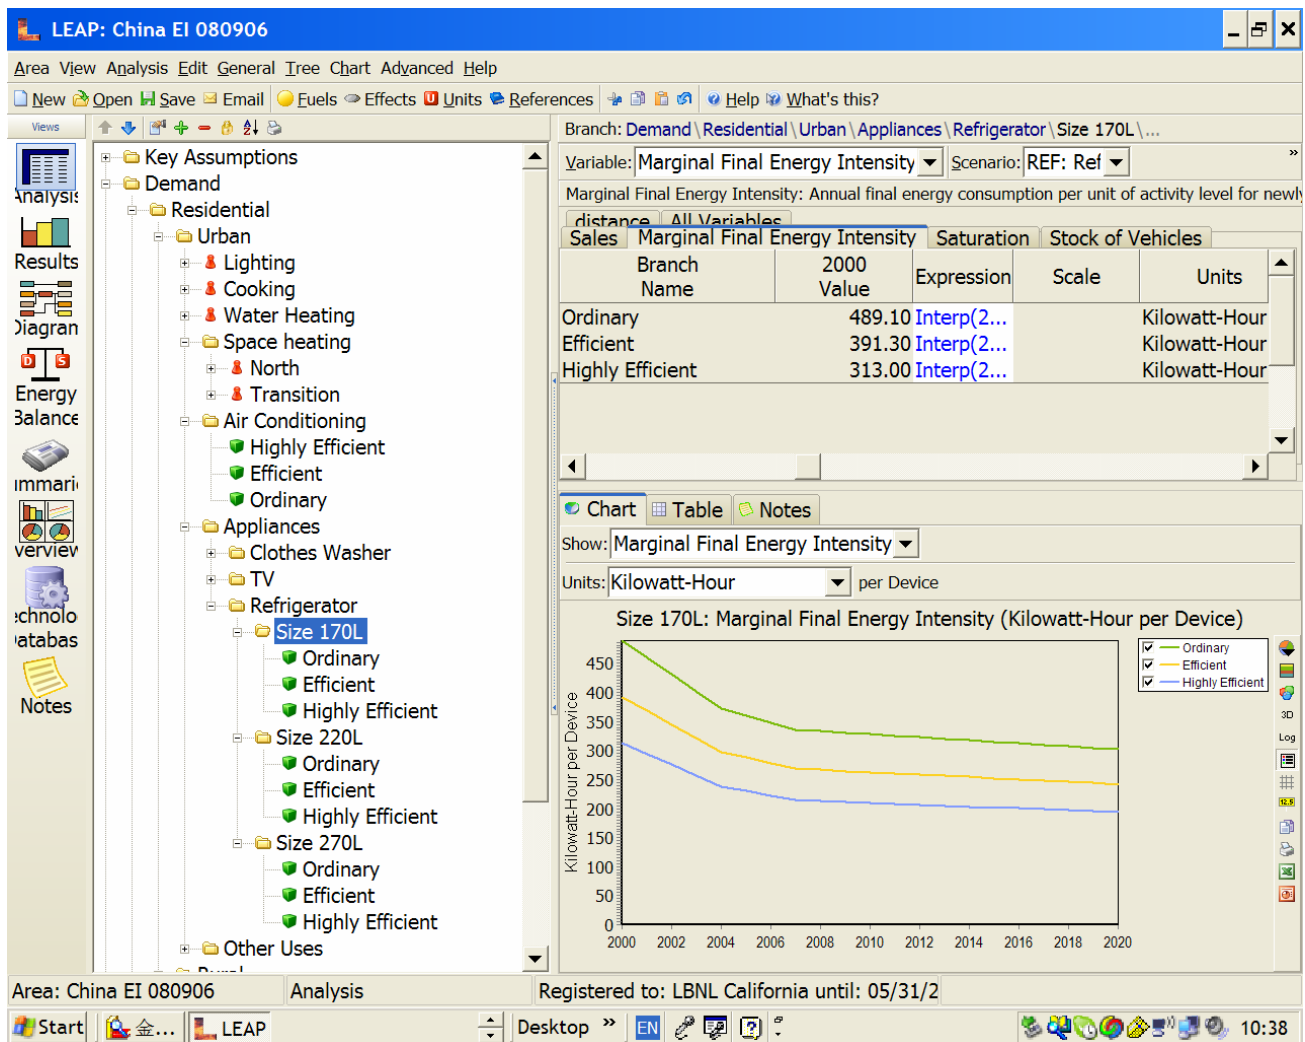 LEAP: China EI 080906
Area View Analysis Edit General Tree Chart Advanced Help
New Open Save Email Fuels Effects Units References Help What's this?
Views
Analysis
Results
Diagran
Energy
Balance
ımmari
verview
echnolo
atabas
Notes
Key Assumptions
Demand
Residential
Urban
Lighting
Cooking
Water Heating
Space heating
North
Transition
Air Conditioning
Highly Efficient
Efficient
Ordinary
Appliances
Clothes Washer
TV
Refrigerator
Size 170L
Ordinary
Efficient
Highly Efficient
Size 220L
Ordinary
Efficient
Highly Efficient
Size 270L
Ordinary
Efficient
Highly Efficient
Other Uses
Branch: Demand\Residential\Urban\Appliances\Refrigerator\Size 170L\...
Variable: Marginal Final Energy Intensity Scenario: REF: Ref »
Marginal Final Energy Intensity: Annual final energy consumption per unit of activity level for newly
distance All Variables
Sales Marginal Final Energy Intensity Saturation Stock of Vehicles
Branch Name 2000 Value Expression Scale Units
Ordinary 489.10 Interp(2... Kilowatt-Hour
Efficient 391.30 Interp(2... Kilowatt-Hour
Highly Efficient 313.00 Interp(2... Kilowatt-Hour
Chart Table Notes
Show: Marginal Final Energy Intensity
Units: Kilowatt-Hour per Device
Size 170L: Marginal Final Energy Intensity (Kilowatt-Hour per Device)
Kilowatt-Hour per Device
450
400
350
300
250
200
150
100
50
0
2000 2002 2004 2006 2008 2010 2012 2014 2016 2018 2020
Ordinary
Efficient
Highly Efficient
3D
Log
12.5
Area: China EI 080906 Analysis Registered to: LBNL California until: 05/31/2
Start 金... LEAP Desktop » EN 10:38